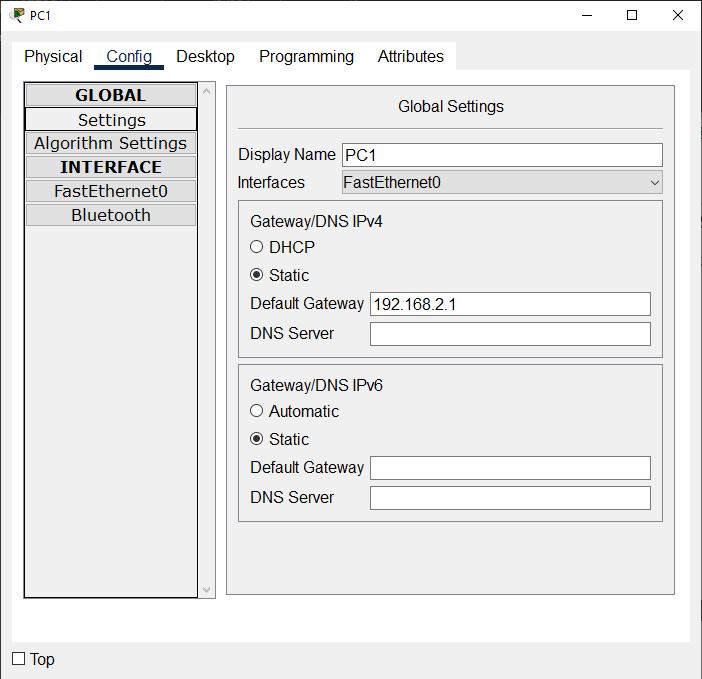 PC1
Physical Config Desktop Programming Attributes
GLOBAL
Settings
Algorithm Settings
INTERFACE
FastEthernet0
Bluetooth
Global Settings
Display Name PC1
Interfaces FastEthernet0
Gateway/DNS IPv4
DHCP
Static
Default Gateway 192.168.2.1
DNS Server
Gateway/DNS IPv6
Automatic
Static
Default Gateway
DNS Server
Top